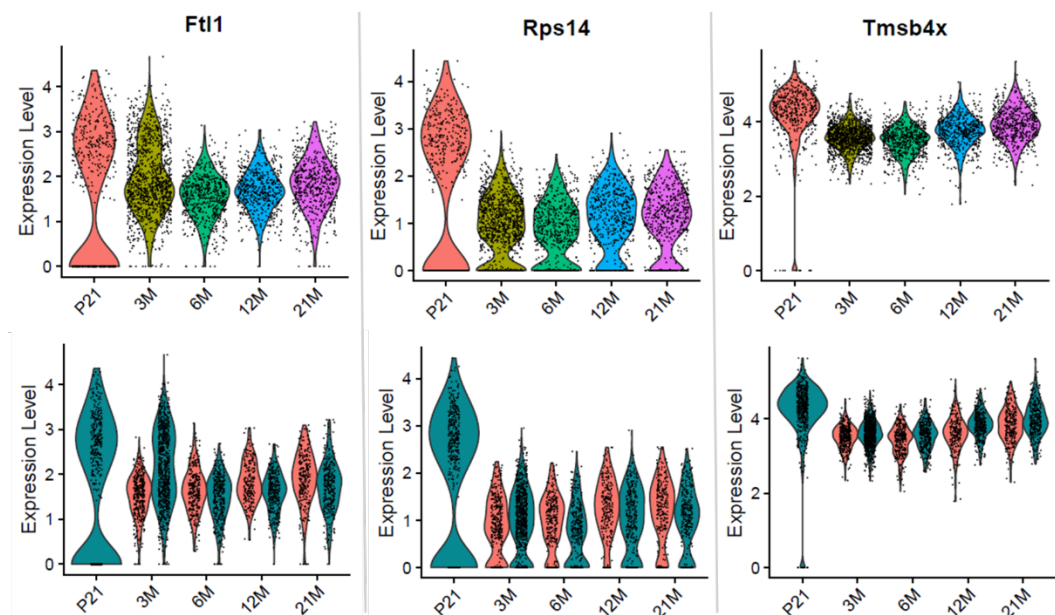 Ftl1
Expression Level
4
3
2
1
0
P21
3M
6M
12M
21M
Rps14
Expression Level
4
3
2
1
0
P21
3M
6M
12M
21M
Tmsb4x
Expression Level
4
2
0
P21
3M
6M
12M
21M
Expression Level
4
3
2
1
0
P21
3M
6M
12M
21M
Expression Level
4
3
2
1
0
P21
3M
6M
12M
21M
Expression Level
4
2
0
P21
3M
6M
12M
21M